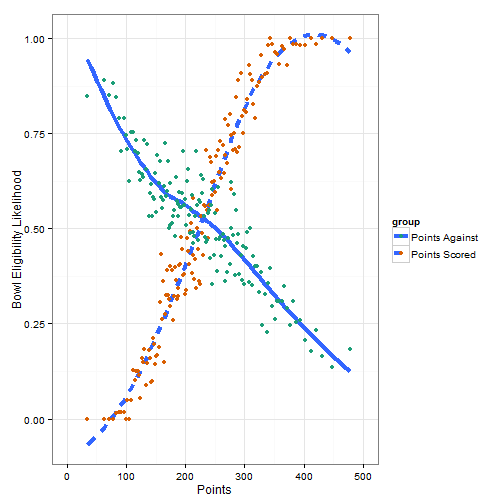 1.00
0.75
0.50
0.25
0.00
Bowl Eligibility Likelihood
0 100 200 300 400 500
Points
group
Points Against
Points Scored